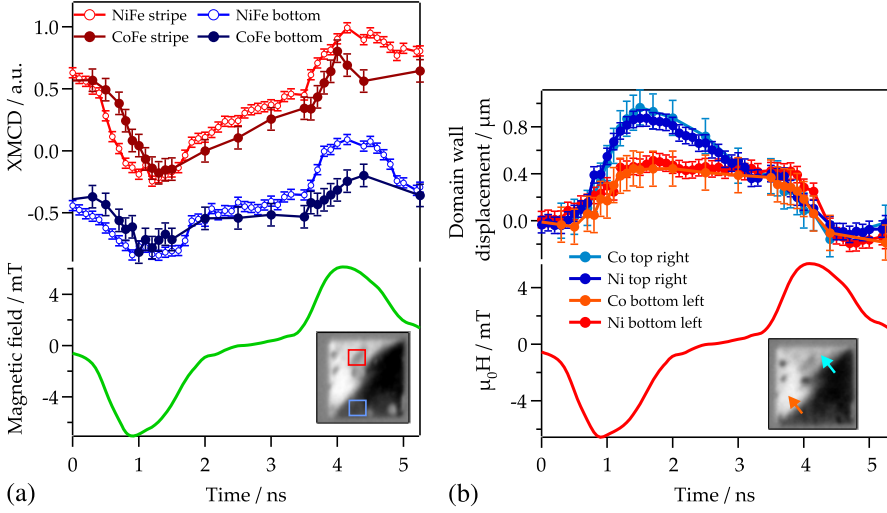 NiFe stripe
NiFe bottom
CoFe stripe
CoFe bottom
1.0
0.5
0.0
-0.5
XMCD / a.u.
4
0
-4
Magnetic field / mT
0
1
2
3
4
5
(a)
Time / ns
0.8
0.4
0.0
Domain wall
displacement / µm
Co top right
Ni top right
Co bottom left
Ni bottom left
4
0
-4
µ0H / mT
0
1
2
3
4
5
(b)
Time / ns